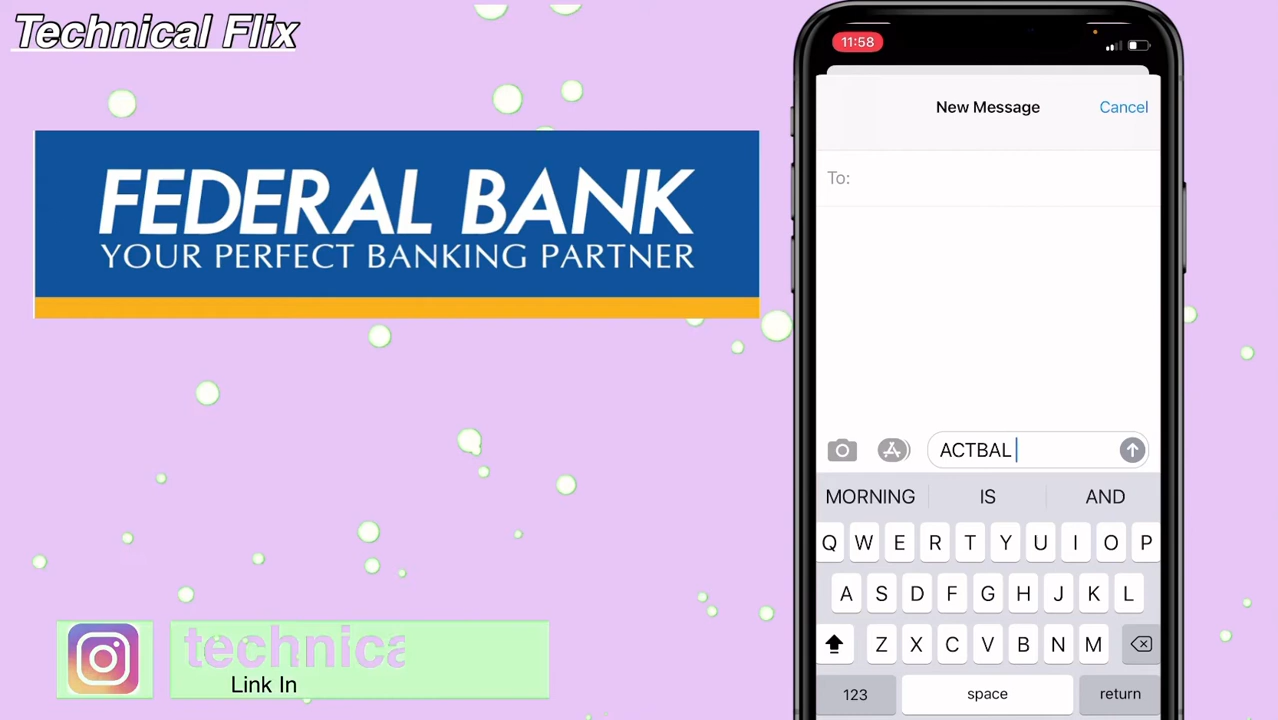 Technical Flix
FEDERAL BANK
YOUR PERFECT BANKING PARTNER
technica
Link In
11:58
New Message
Cancel
To:
ACTBAL
MORNING IS AND
Q W E R T Y U I O P
A S D F G H J K L
Z X C V B N M
123 space return